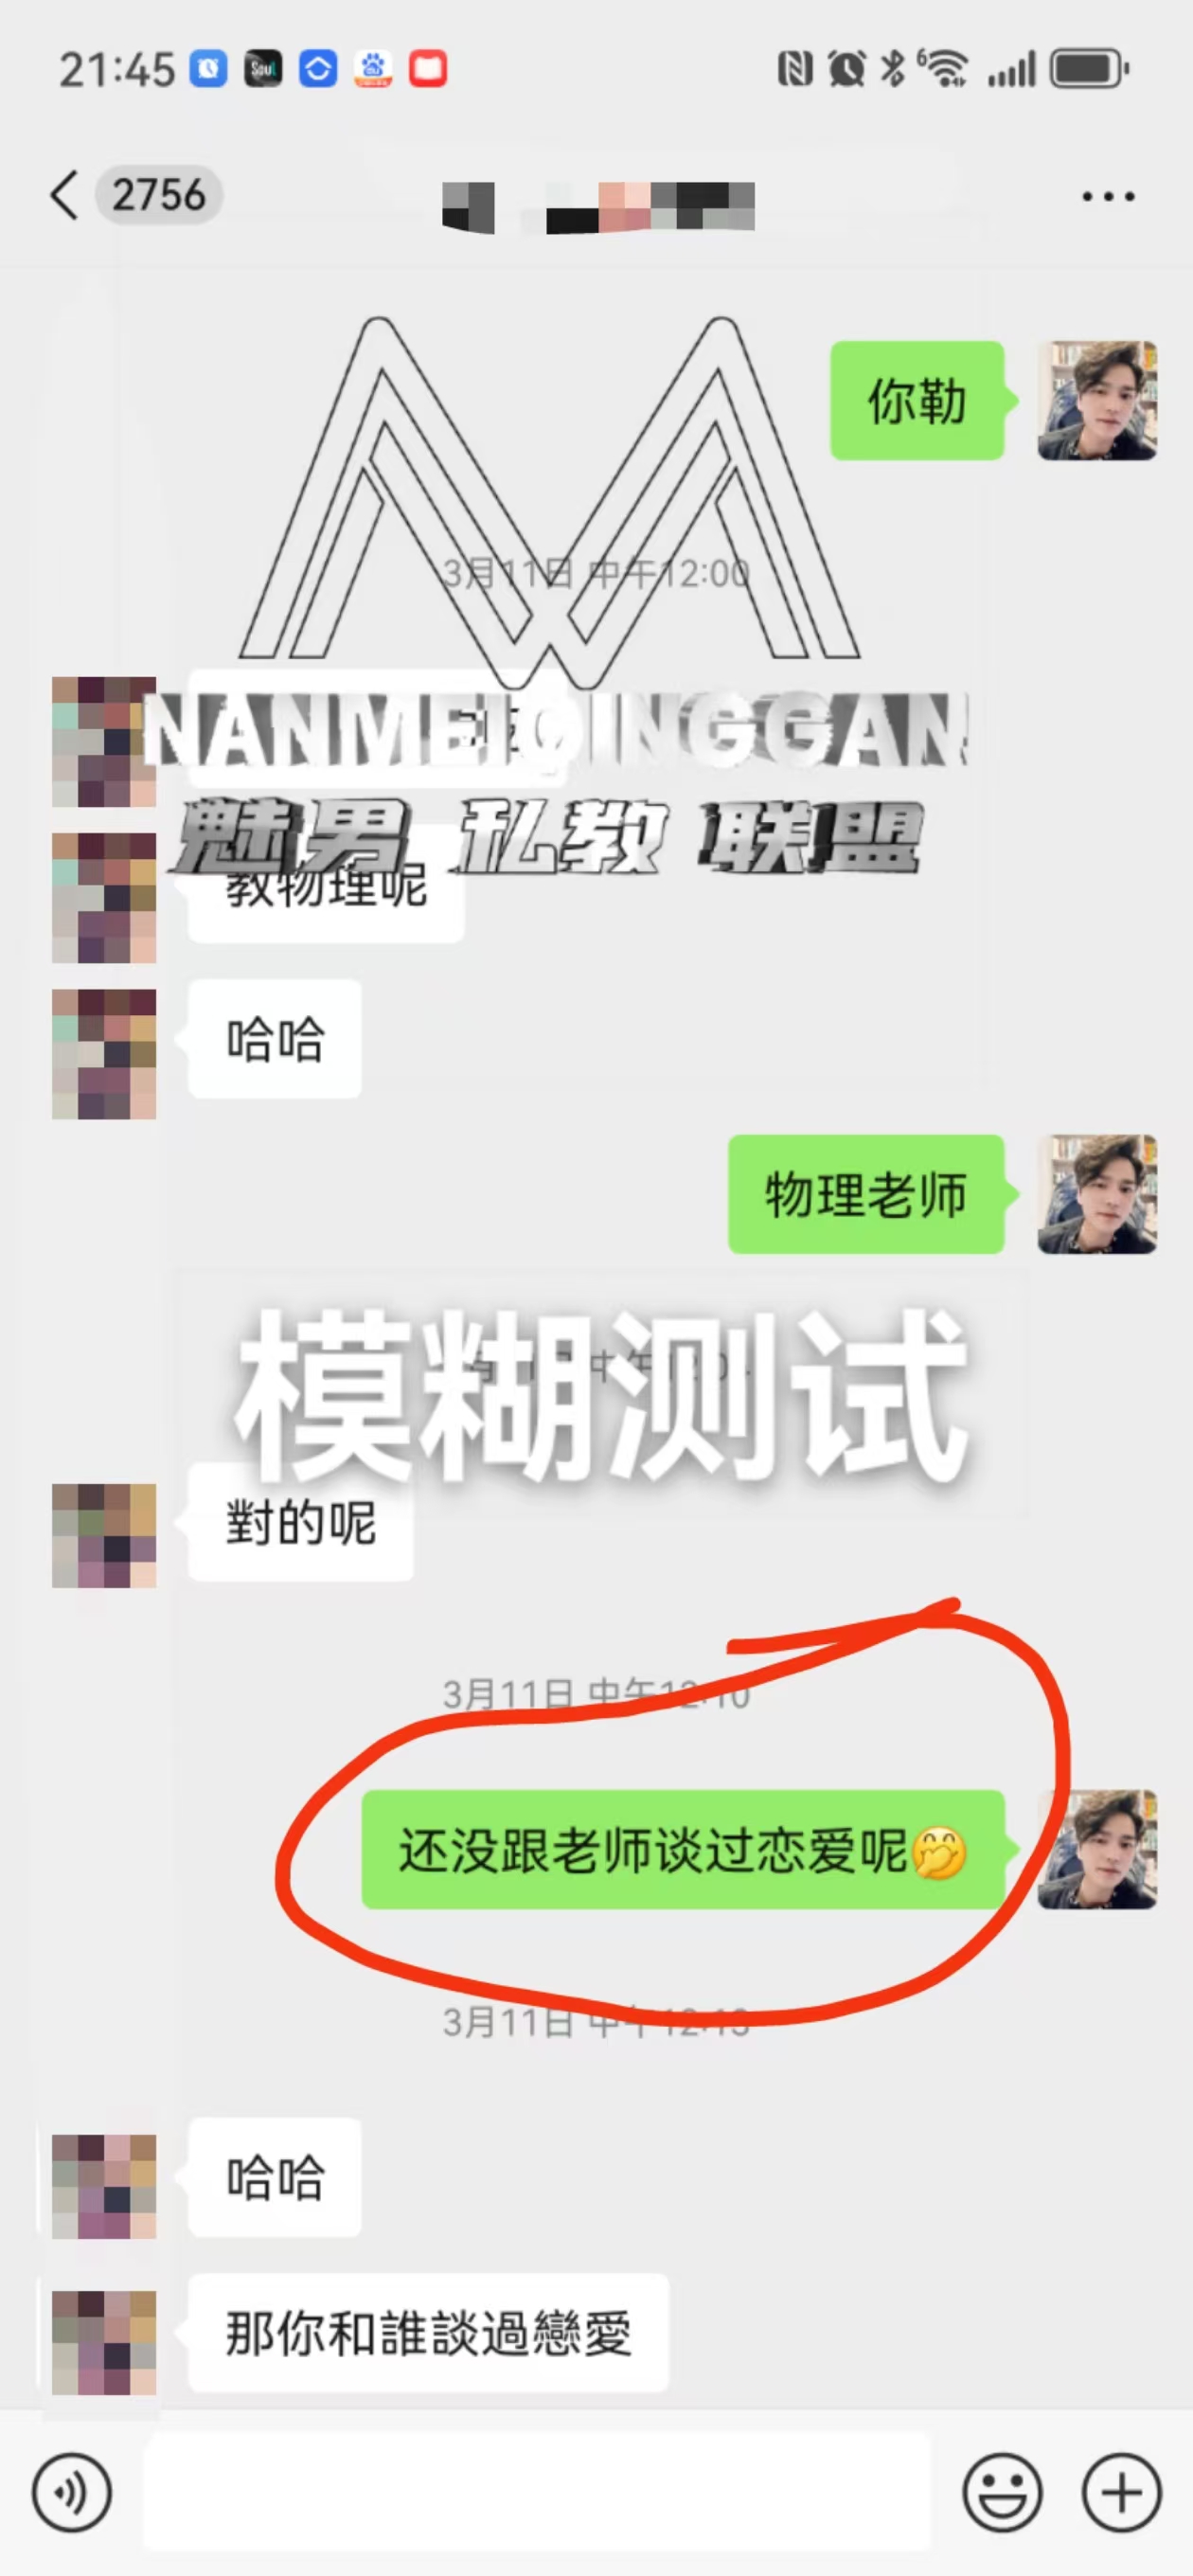 21:45
Soul
2756
你勒
3月11日 中午12:00
NANMEIQINGGAN
魅男 私教 联盟
教物理呢
哈哈
物理老师
模糊测试
對的呢
3月11日 中午12:10
还没跟老师谈过恋爱呢🤭
3月11日 中午12:13
哈哈
那你和誰談過戀愛